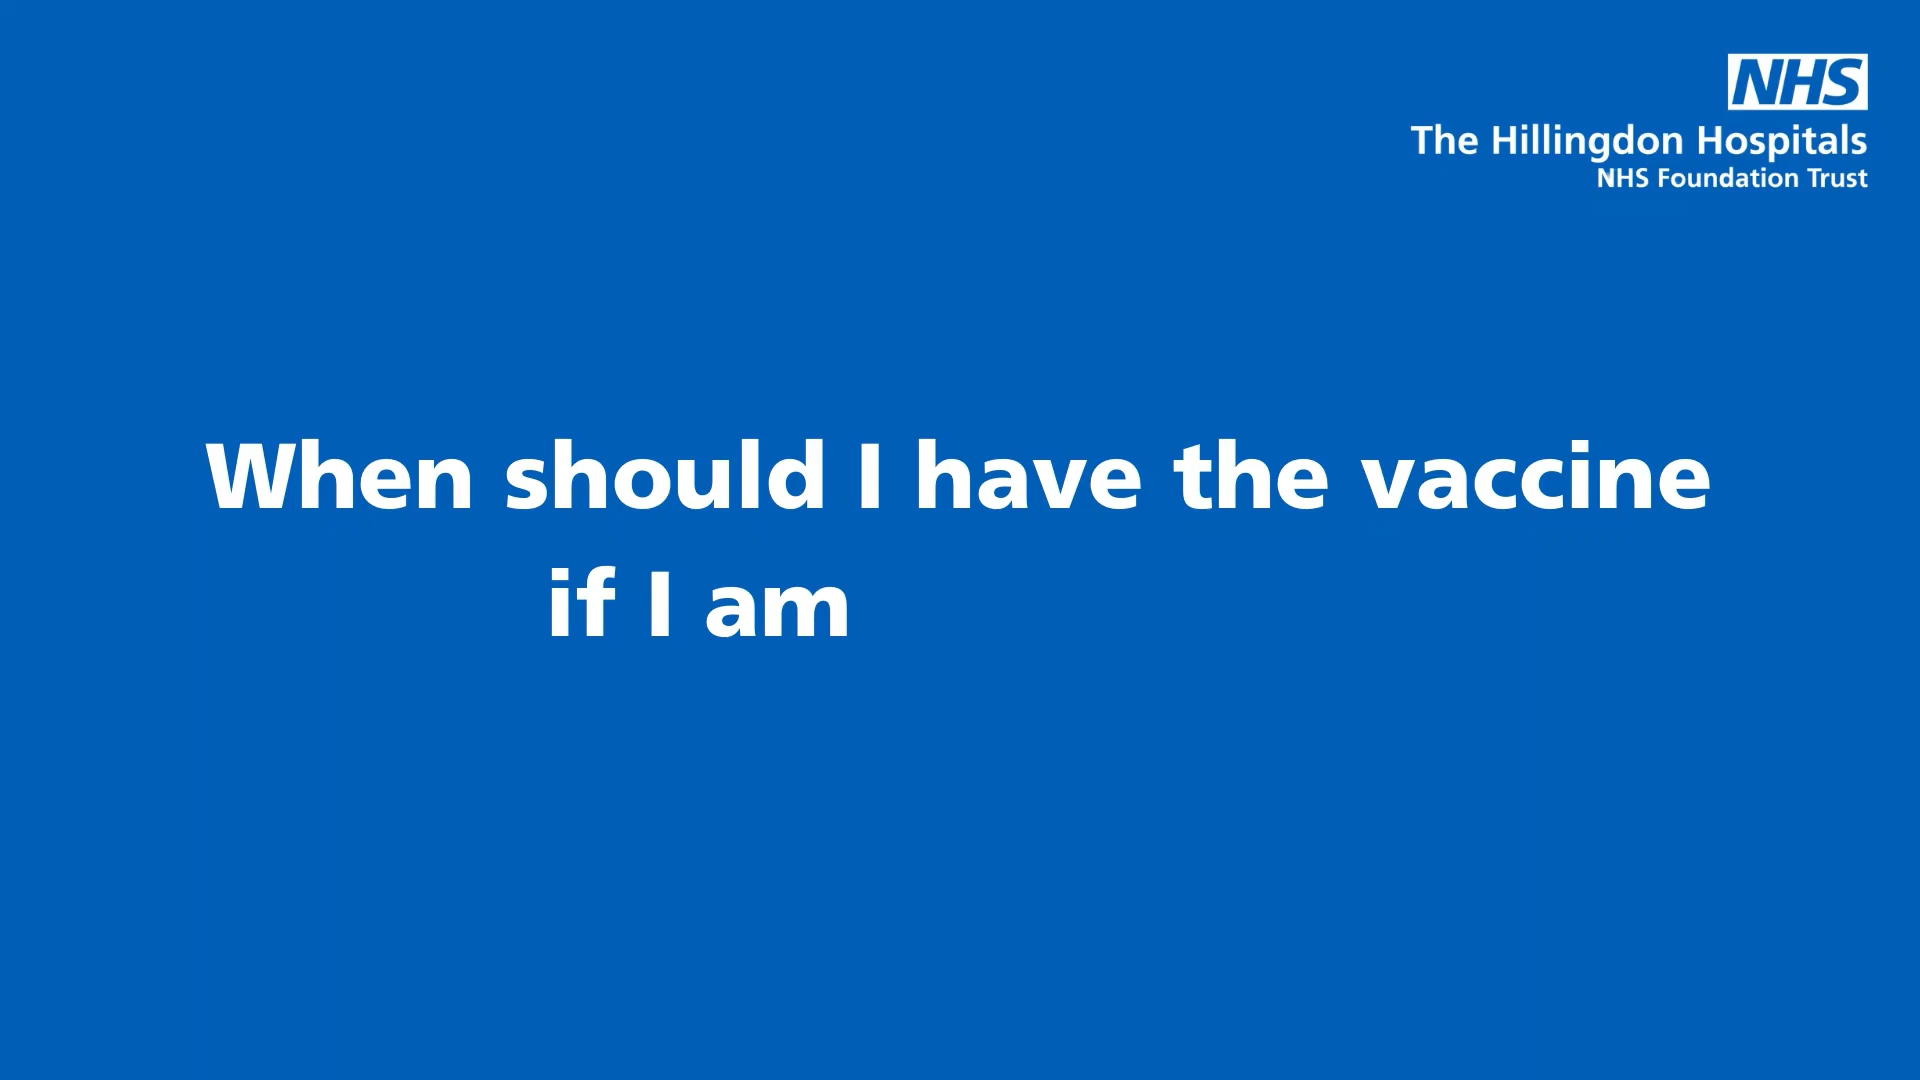 NHS
The Hillingdon Hospitals
NHS Foundation Trust
When should I have the vaccine
if I am